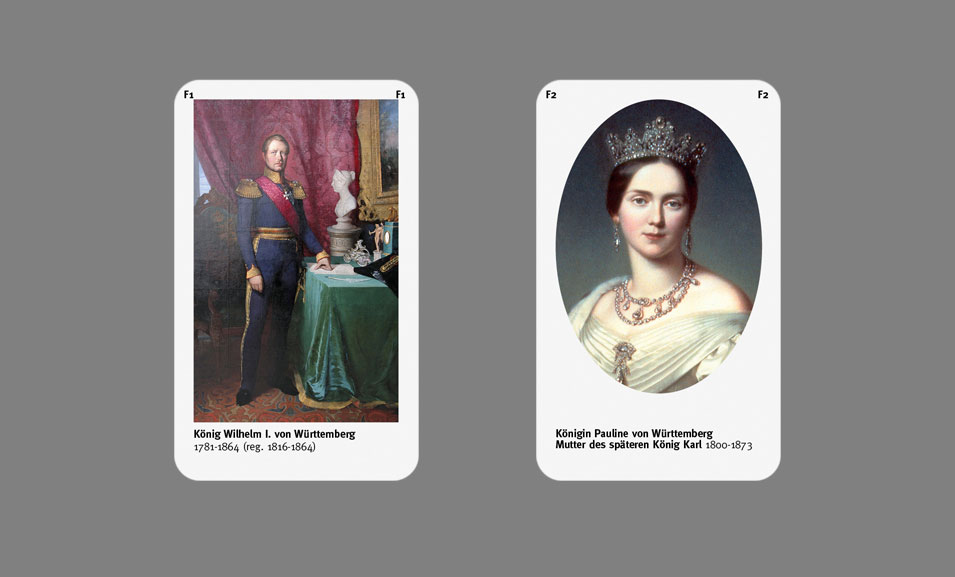 F1 F1
König Wilhelm I. von Württemberg
1781-1864 (reg. 1816-1864)
F2 F2
Königin Pauline von Württemberg
Mutter des späteren König Karl 1800-1873